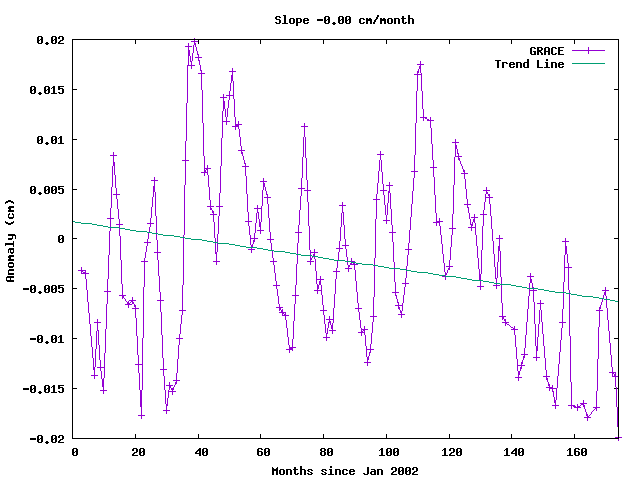 Slope -0.00 cm/month
GRACE
Trend Line
0.02
0.015
0.01
0.005
0
-0.005
-0.01
-0.015
-0.02
Anomaly (cm)
0 20 40 60 80 100 120 140 160
Months since Jan 2002